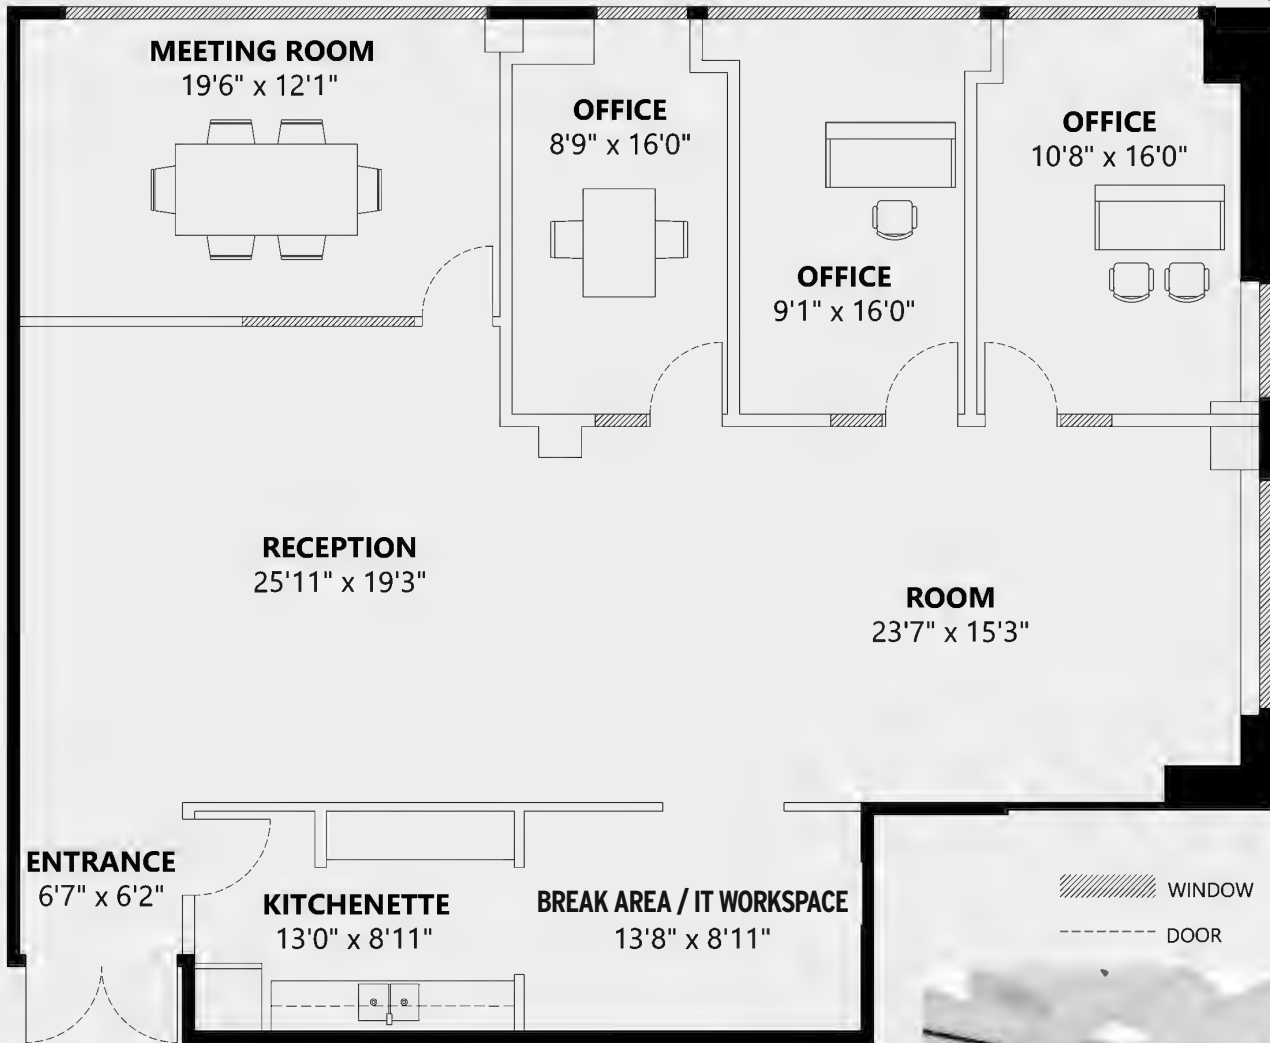 MEETING ROOM
19'6" x 12'1"
OFFICE
8'9" x 16'0"
OFFICE
10'8" x 16'0"
OFFICE
9'1" x 16'0"
RECEPTION
25'11" x 19'3"
ROOM
23'7" x 15'3"
ENTRANCE
6'7" x 6'2"
KITCHENETTE
13'0" x 8'11"
BREAK AREA / IT WORKSPACE
13'8" x 8'11"
WINDOW
DOOR